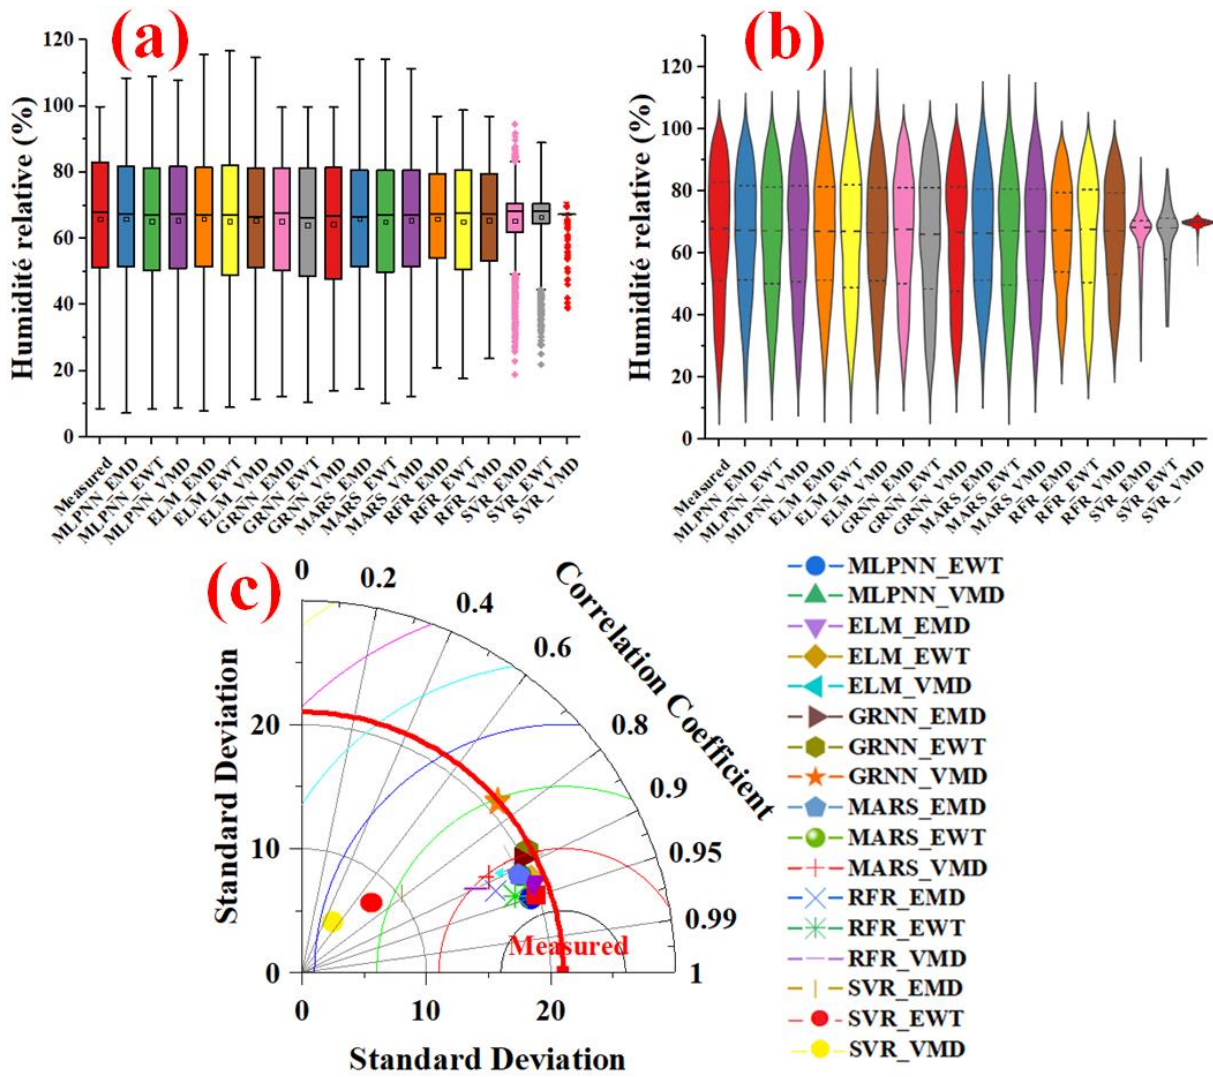 (a)
Humidité relative (%)
120
100
80
60
40
20
0
Measured
MLPNN_EMD
MLPNN_EWT
MLPNN_VMD
ELM_EMD
ELM_EWT
ELM_VMD
GRNN_EMD
GRNN_EWT
GRNN_VMD
MARS_EMD
MARS_EWT
MARS_VMD
RFR_EMD
RFR_EWT
RFR_VMD
SVR_EMD
SVR_EWT
SVR_VMD
(b)
Humidité relative (%)
120
100
80
60
40
20
0
Measured
MLPNN_EMD
MLPNN_EWT
MLPNN_VMD
ELM_EMD
ELM_EWT
ELM_VMD
GRNN_EMD
GRNN_EWT
GRNN_VMD
MARS_EMD
MARS_EWT
MARS_VMD
RFR_EMD
RFR_EWT
RFR_VMD
SVR_EMD
SVR_EWT
SVR_VMD
(c)
0
0.2
0.4
0.6
0.8
0.9
0.95
0.99
1
Correlation Coefficient
Standard Deviation
20
10
0
Measured
0
10
20
Standard Deviation
MLPNN_EWT
MLPNN_VMD
ELM_EMD
ELM_EWT
ELM_VMD
GRNN_EMD
GRNN_EWT
GRNN_VMD
MARS_EMD
MARS_EWT
MARS_VMD
RFR_EMD
RFR_EWT
RFR_VMD
SVR_EMD
SVR_EWT
SVR_VMD